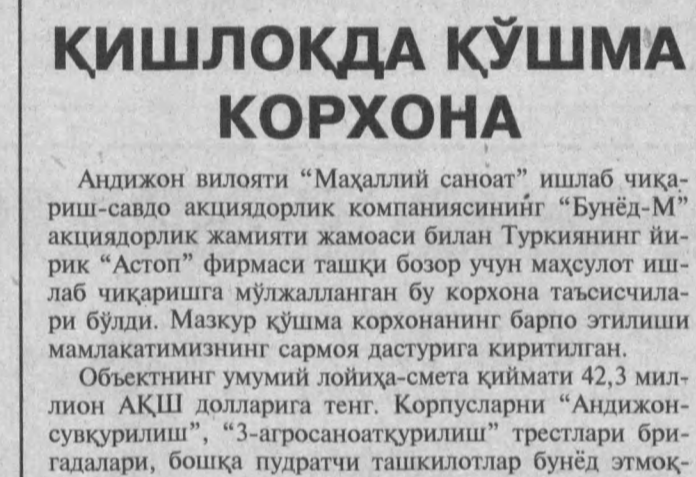 ҚИШЛОҚДА ҚЎШМА
КОРХОНА
Андижон вилояти “Маҳаллий саноат” ишлаб чиқа-
риш-савдо акциядорлик компаниясининг “Бунёд-М”
акциядорлик жамияти жамоаси билан Туркиянинг йи-
рик “Астоп” фирмаси ташқи бозор учун маҳсулот иш-
лаб чиқаришга мўлжалланган бу корхона таъсисчила-
ри бўлди. Мазкур қўшма корхонанинг барпо этилиши
мамлакатимизнинг сармоя дастурига киритилган.
Объектнинг умумий лойиҳа-смета қиймати 42,3 мил-
лион АҚШ долларига тенг. Корпусларни “Андижон-
сувқурилиш”, “3-агросаноатқурилиш” трестлари бри-
гадалари, бошқа пудратчи ташкилотлар бунёд этмоқ-